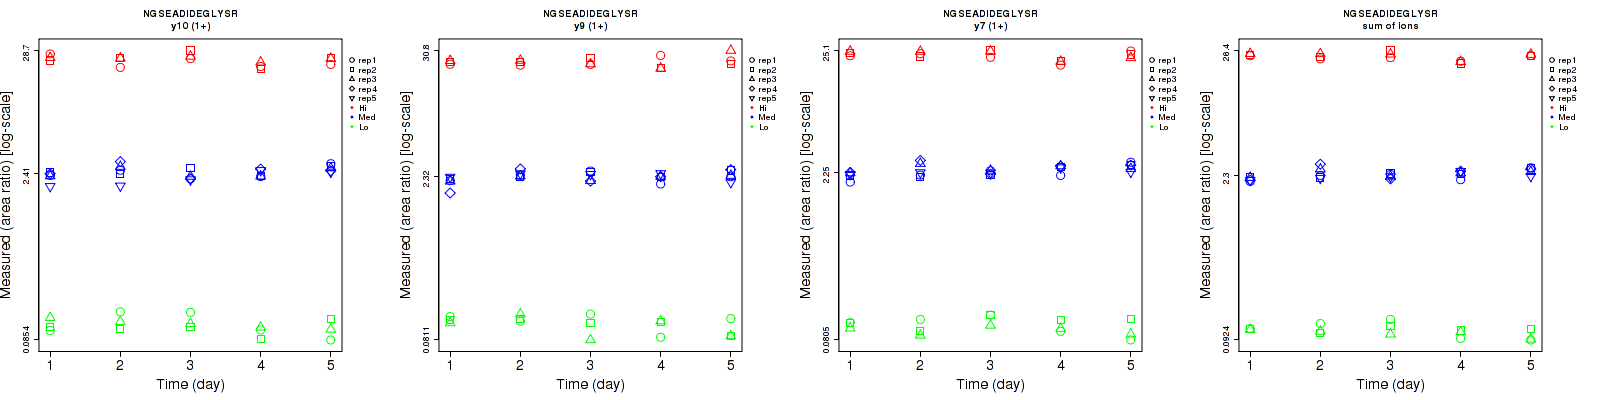 NGSEADIDEGLYSR
y10 (1+)
Measured (area ratio) [log-scale]
28.7
2.41
0.0854
1 2 3 4 5
Time (day)
rep1
rep2
rep3
rep4
rep5
Hi
Med
Lo
NGSEADIDEGLYSR
y9 (1+)
Measured (area ratio) [log-scale]
30.8
2.32
0.0811
1 2 3 4 5
Time (day)
rep1
rep2
rep3
rep4
rep5
Hi
Med
Lo
NGSEADIDEGLYSR
y7 (1+)
Measured (area ratio) [log-scale]
25.1
2.25
1 2 3 4 5
Time (day)
rep1
rep2
rep3
rep4
rep5
Hi
Med
Lo
NGSEADIDEGLYSR
sum of ions
Measured (area ratio) [log-scale]
26.4
2.3
0.0924
1 2 3 4 5
Time (day)
rep1
rep2
rep3
rep4
rep5
Hi
Med
Lo